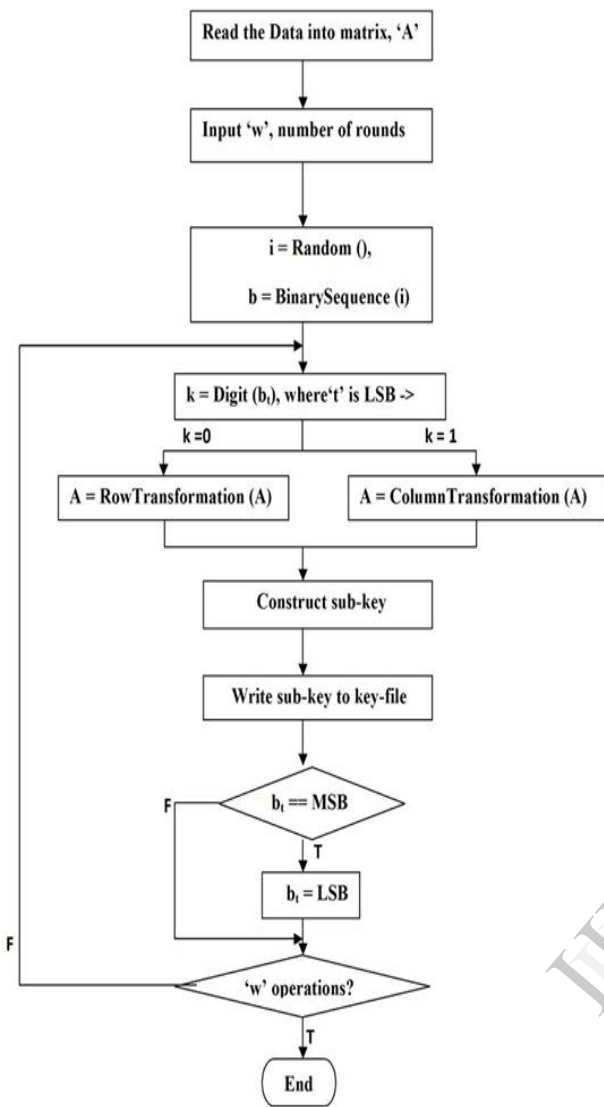 Read the Data into matrix, ‘A’
Input ‘w’, number of rounds
i = Random (),
b = BinarySequence (i)
k = Digit (bₜ), where‘t’ is LSB ->
k =0
k = 1
A = RowTransformation (A)
A = ColumnTransformation (A)
Construct sub-key
Write sub-key to key-file
bₜ == MSB
F
T
bₜ = LSB
F
‘w’ operations?
T
End